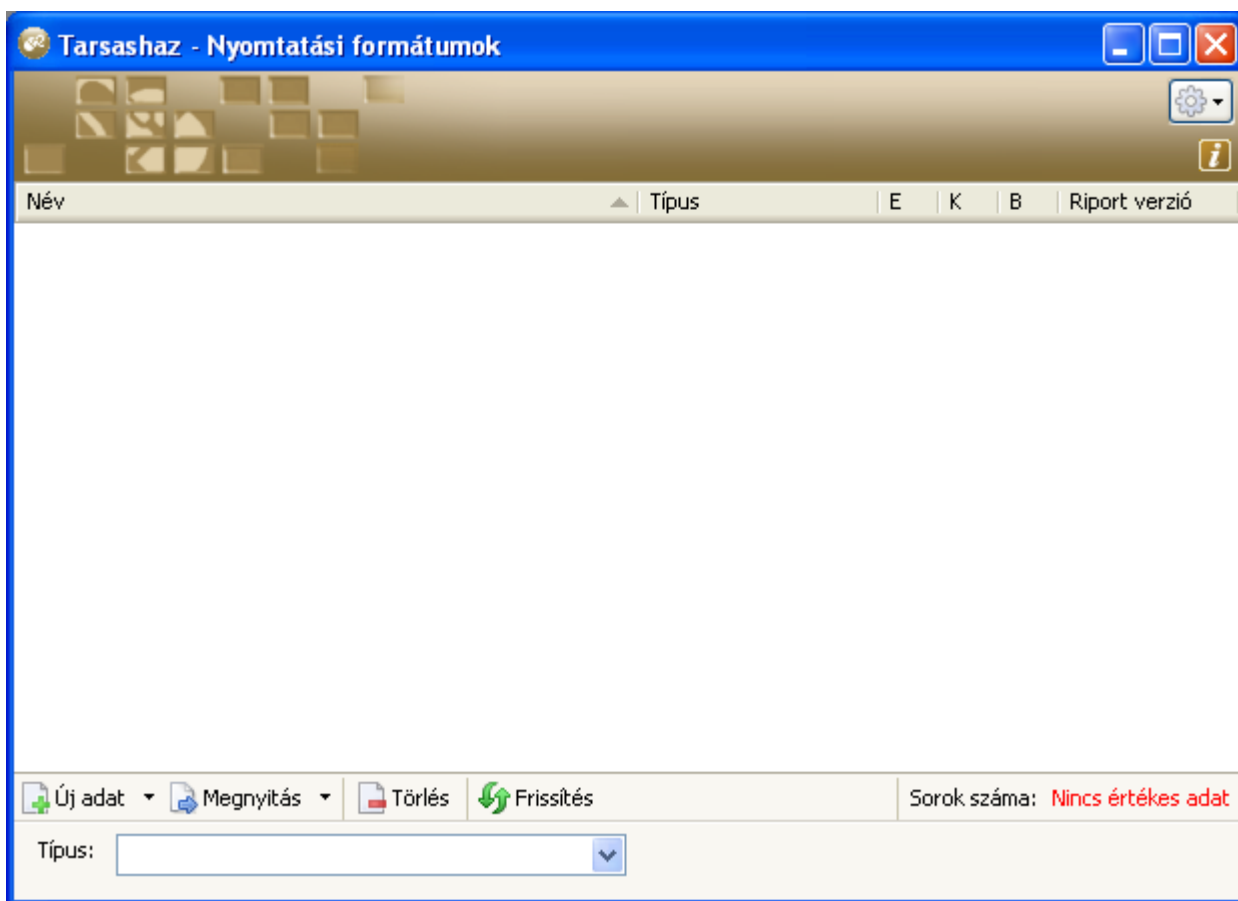 Tarsashaz - Nyomtatási formátumok
Név Típus E K B Riport verzió
Új adat Megnyitás Törlés Frissítés Sorok száma: Nincs értékes adat
Típus: